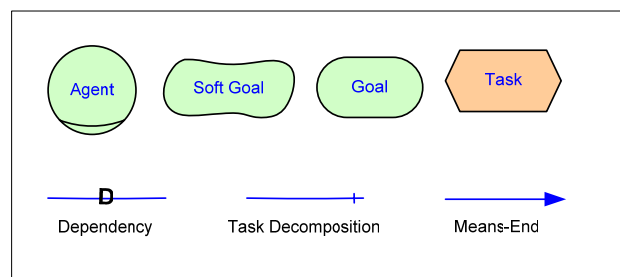 Agent
Soft Goal
Goal
Task
D
Dependency
Task Decomposition
Means-End